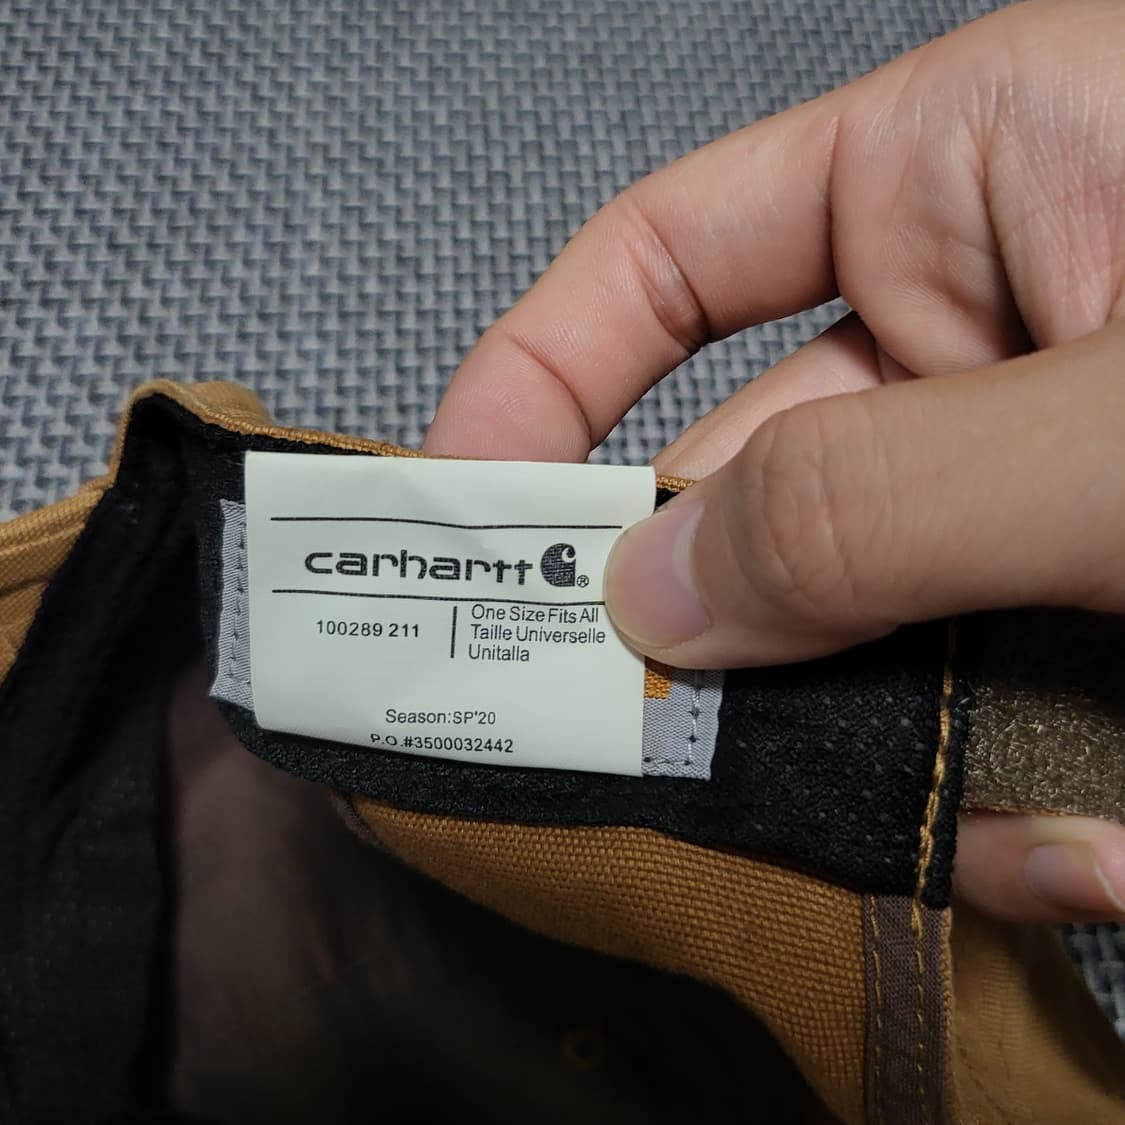 carhartt ®
100289 211
One Size Fits All
Taille Universelle
Unitalla
Season:SP'20
P.O.#3500032442